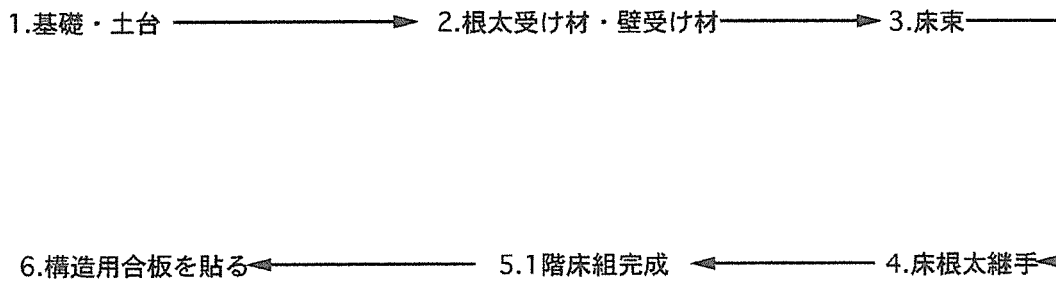 1.基礎・土台
2.根太受け材・壁受け材
3.床束
4.床根太継手
5.1階床組完成
6.構造用合板を貼る